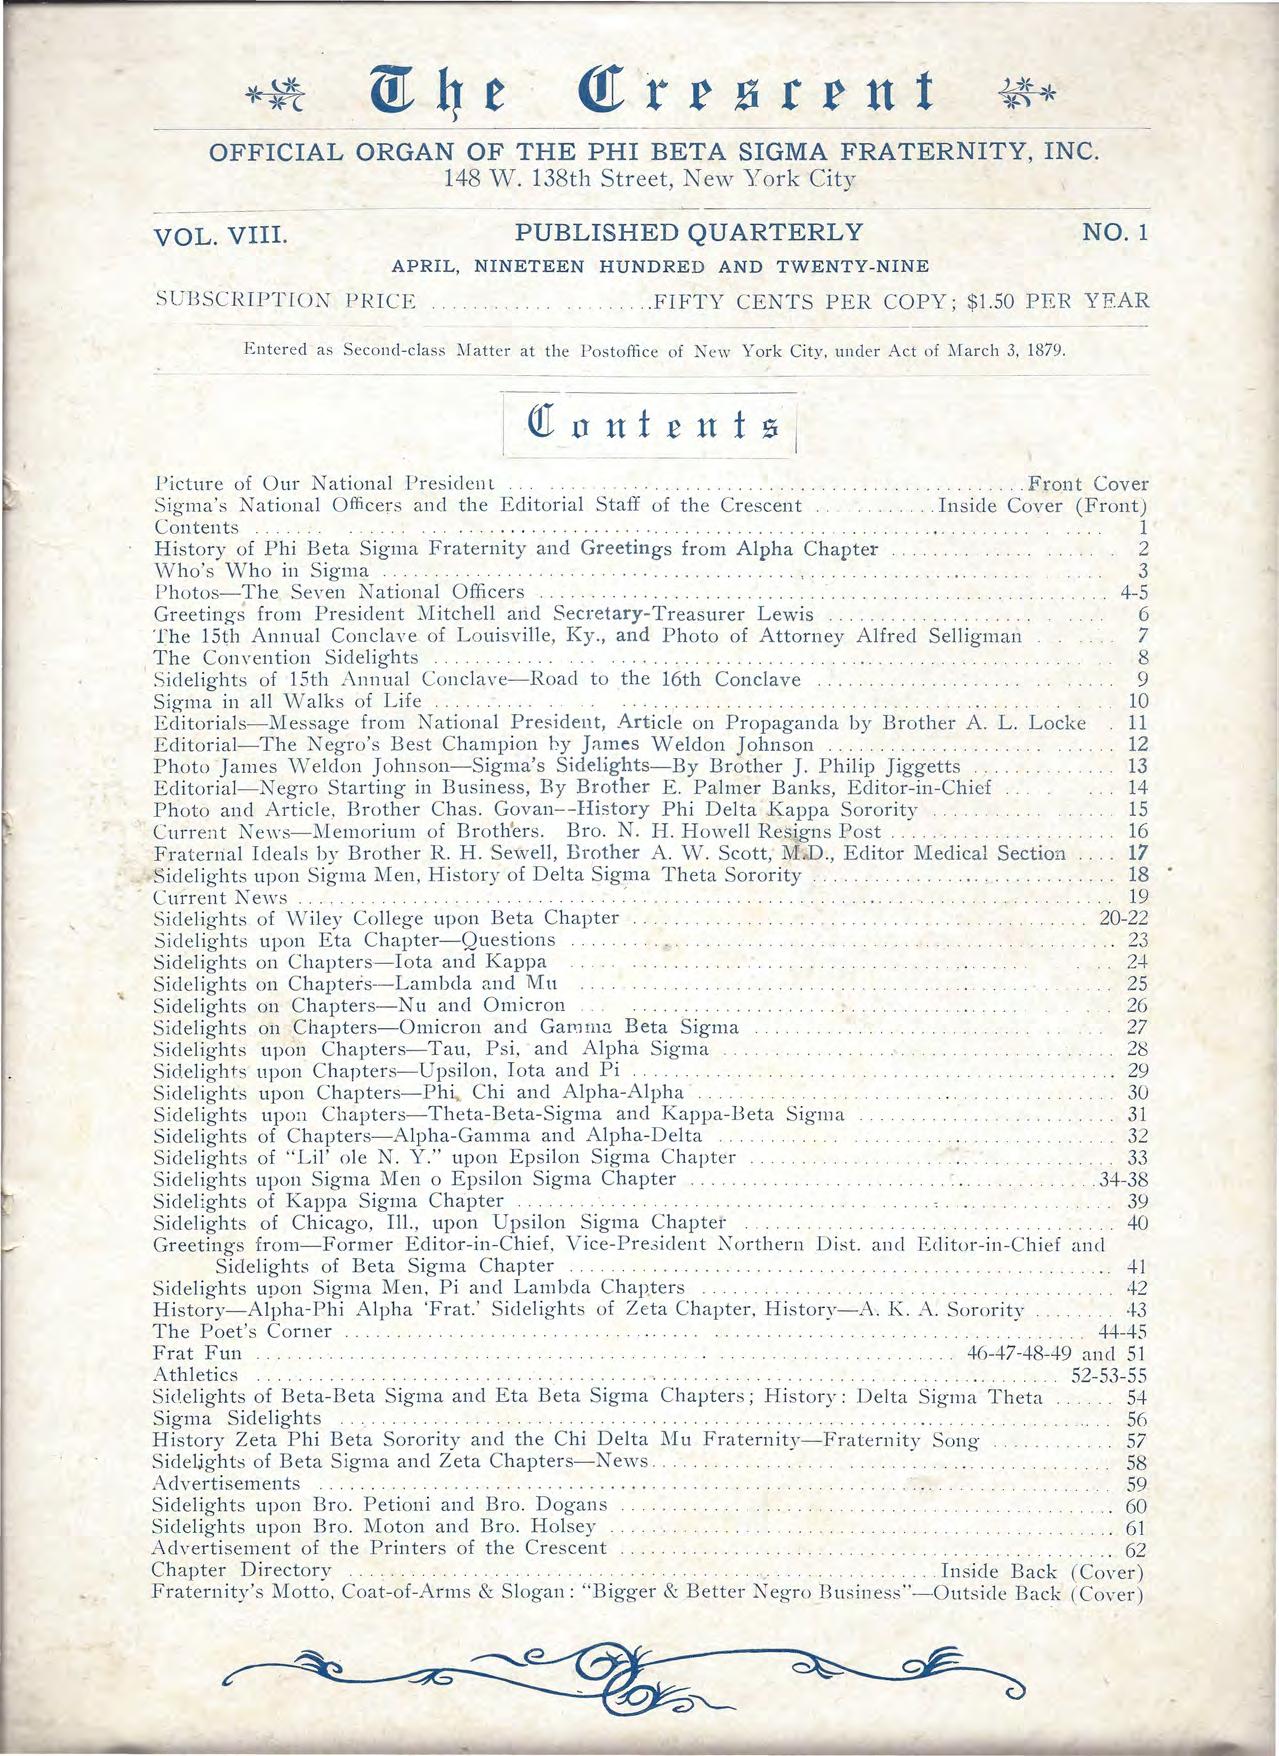 The Crescent
OFFICIAL ORGAN OF THE PHI BETA SIGMA FRATERNITY, INC.
148 W. 138th Street, New York City
VOL. VIII. PUBLISHED QUARTERLY NO. 1
APRIL, NINETEEN HUNDRED AND TWENTY-NINE
SUBSCRIPTION PRICE ..................... FIFTY CENTS PER COPY; $1.50 PER YEAR
Entered as Second-class Matter at the Postoffice of New York City, under Act of March 3, 1879.
Contents
Picture of Our National President ..... Front Cover
Sigma's National Officers and the Editorial Staff of the Crescent ..... Inside Cover (Front)
Contents ..... 1
History of Phi Beta Sigma Fraternity and Greetings from Alpha Chapter ..... 2
Who's Who in Sigma ..... 3
Photos—The Seven National Officers ..... 4-5
Greetings from President Mitchell and Secretary-Treasurer Lewis ..... 6
The 15th Annual Conclave of Louisville, Ky., and Photo of Attorney Alfred Selligman ..... 7
The Convention Sidelights ..... 8
Sidelights of 15th Annual Conclave—Road to the 16th Conclave ..... 9
Sigma in all Walks of Life ..... 10
Editorials—Message from National President, Article on Propaganda by Brother A. L. Locke . 11
Editorial—The Negro's Best Champion by James Weldon Johnson ..... 12
Photo James Weldon Johnson—Sigma's Sidelights—By Brother J. Philip Jiggetts ..... 13
Editorial—Negro Starting in Business, By Brother E. Palmer Banks, Editor-in-Chief ..... 14
Photo and Article, Brother Chas. Govan--History Phi Delta Kappa Sorority ..... 15
Current News—Memorium of Brothers. Bro. N. H. Howell Resigns Post ..... 16
Fraternal Ideals by Brother R. H. Sewell, Brother A. W. Scott, M.D., Editor Medical Section .... 17
Sidelights upon Sigma Men, History of Delta Sigma Theta Sorority ..... 18
Current News ..... 19
Sidelights of Wiley College upon Beta Chapter ..... 20-22
Sidelights upon Eta Chapter—Questions ..... 23
Sidelights on Chapters—Iota and Kappa ..... 24
Sidelights on Chapters—Lambda and Mu ..... 25
Sidelights on Chapters—Nu and Omicron ..... 26
Sidelights on Chapters—Omicron and Gamma Beta Sigma ..... 27
Sidelights upon Chapters—Tau, Psi, and Alpha Sigma ..... 28
Sidelights upon Chapters—Upsilon, Iota and Pi ..... 29
Sidelights upon Chapters—Phi, Chi and Alpha-Alpha ..... 30
Sidelights upon Chapters—Theta-Beta-Sigma and Kappa-Beta Sigma ..... 31
Sidelights of Chapters—Alpha-Gamma and Alpha-Delta ..... 32
Sidelights of "Lil' ole N. Y." upon Epsilon Sigma Chapter ..... 33
Sidelights upon Sigma Men o Epsilon Sigma Chapter ..... 34-38
Sidelights of Kappa Sigma Chapter ..... 39
Sidelights of Chicago, Ill., upon Upsilon Sigma Chapter ..... 40
Greetings from—Former Editor-in-Chief, Vice-President Northern Dist. and Editor-in-Chief and
Sidelights of Beta Sigma Chapter ..... 41
Sidelights upon Sigma Men, Pi and Lambda Chapters ..... 42
History—Alpha-Phi Alpha 'Frat.' Sidelights of Zeta Chapter, History—A. K. A. Sorority ..... 43
The Poet's Corner ..... 44-45
Frat Fun ..... 46-47-48-49 and 51
Athletics ..... 52-53-55
Sidelights of Beta-Beta Sigma and Eta Beta Sigma Chapters; History: Delta Sigma Theta ...... 54
Sigma Sidelights ..... 56
History Zeta Phi Beta Sorority and the Chi Delta Mu Fraternity—Fraternity Song ..... 57
Sidelights of Beta Sigma and Zeta Chapters—News ..... 58
Advertisements ..... 59
Sidelights upon Bro. Petioni and Bro. Dogans ..... 60
Sidelights upon Bro. Moton and Bro. Holsey ..... 61
Advertisement of the Printers of the Crescent ..... 62
Chapter Directory ..... Inside Back (Cover)
Fraternity's Motto, Coat-of-Arms & Slogan: "Bigger & Better Negro Business"—Outside Back (Cover)